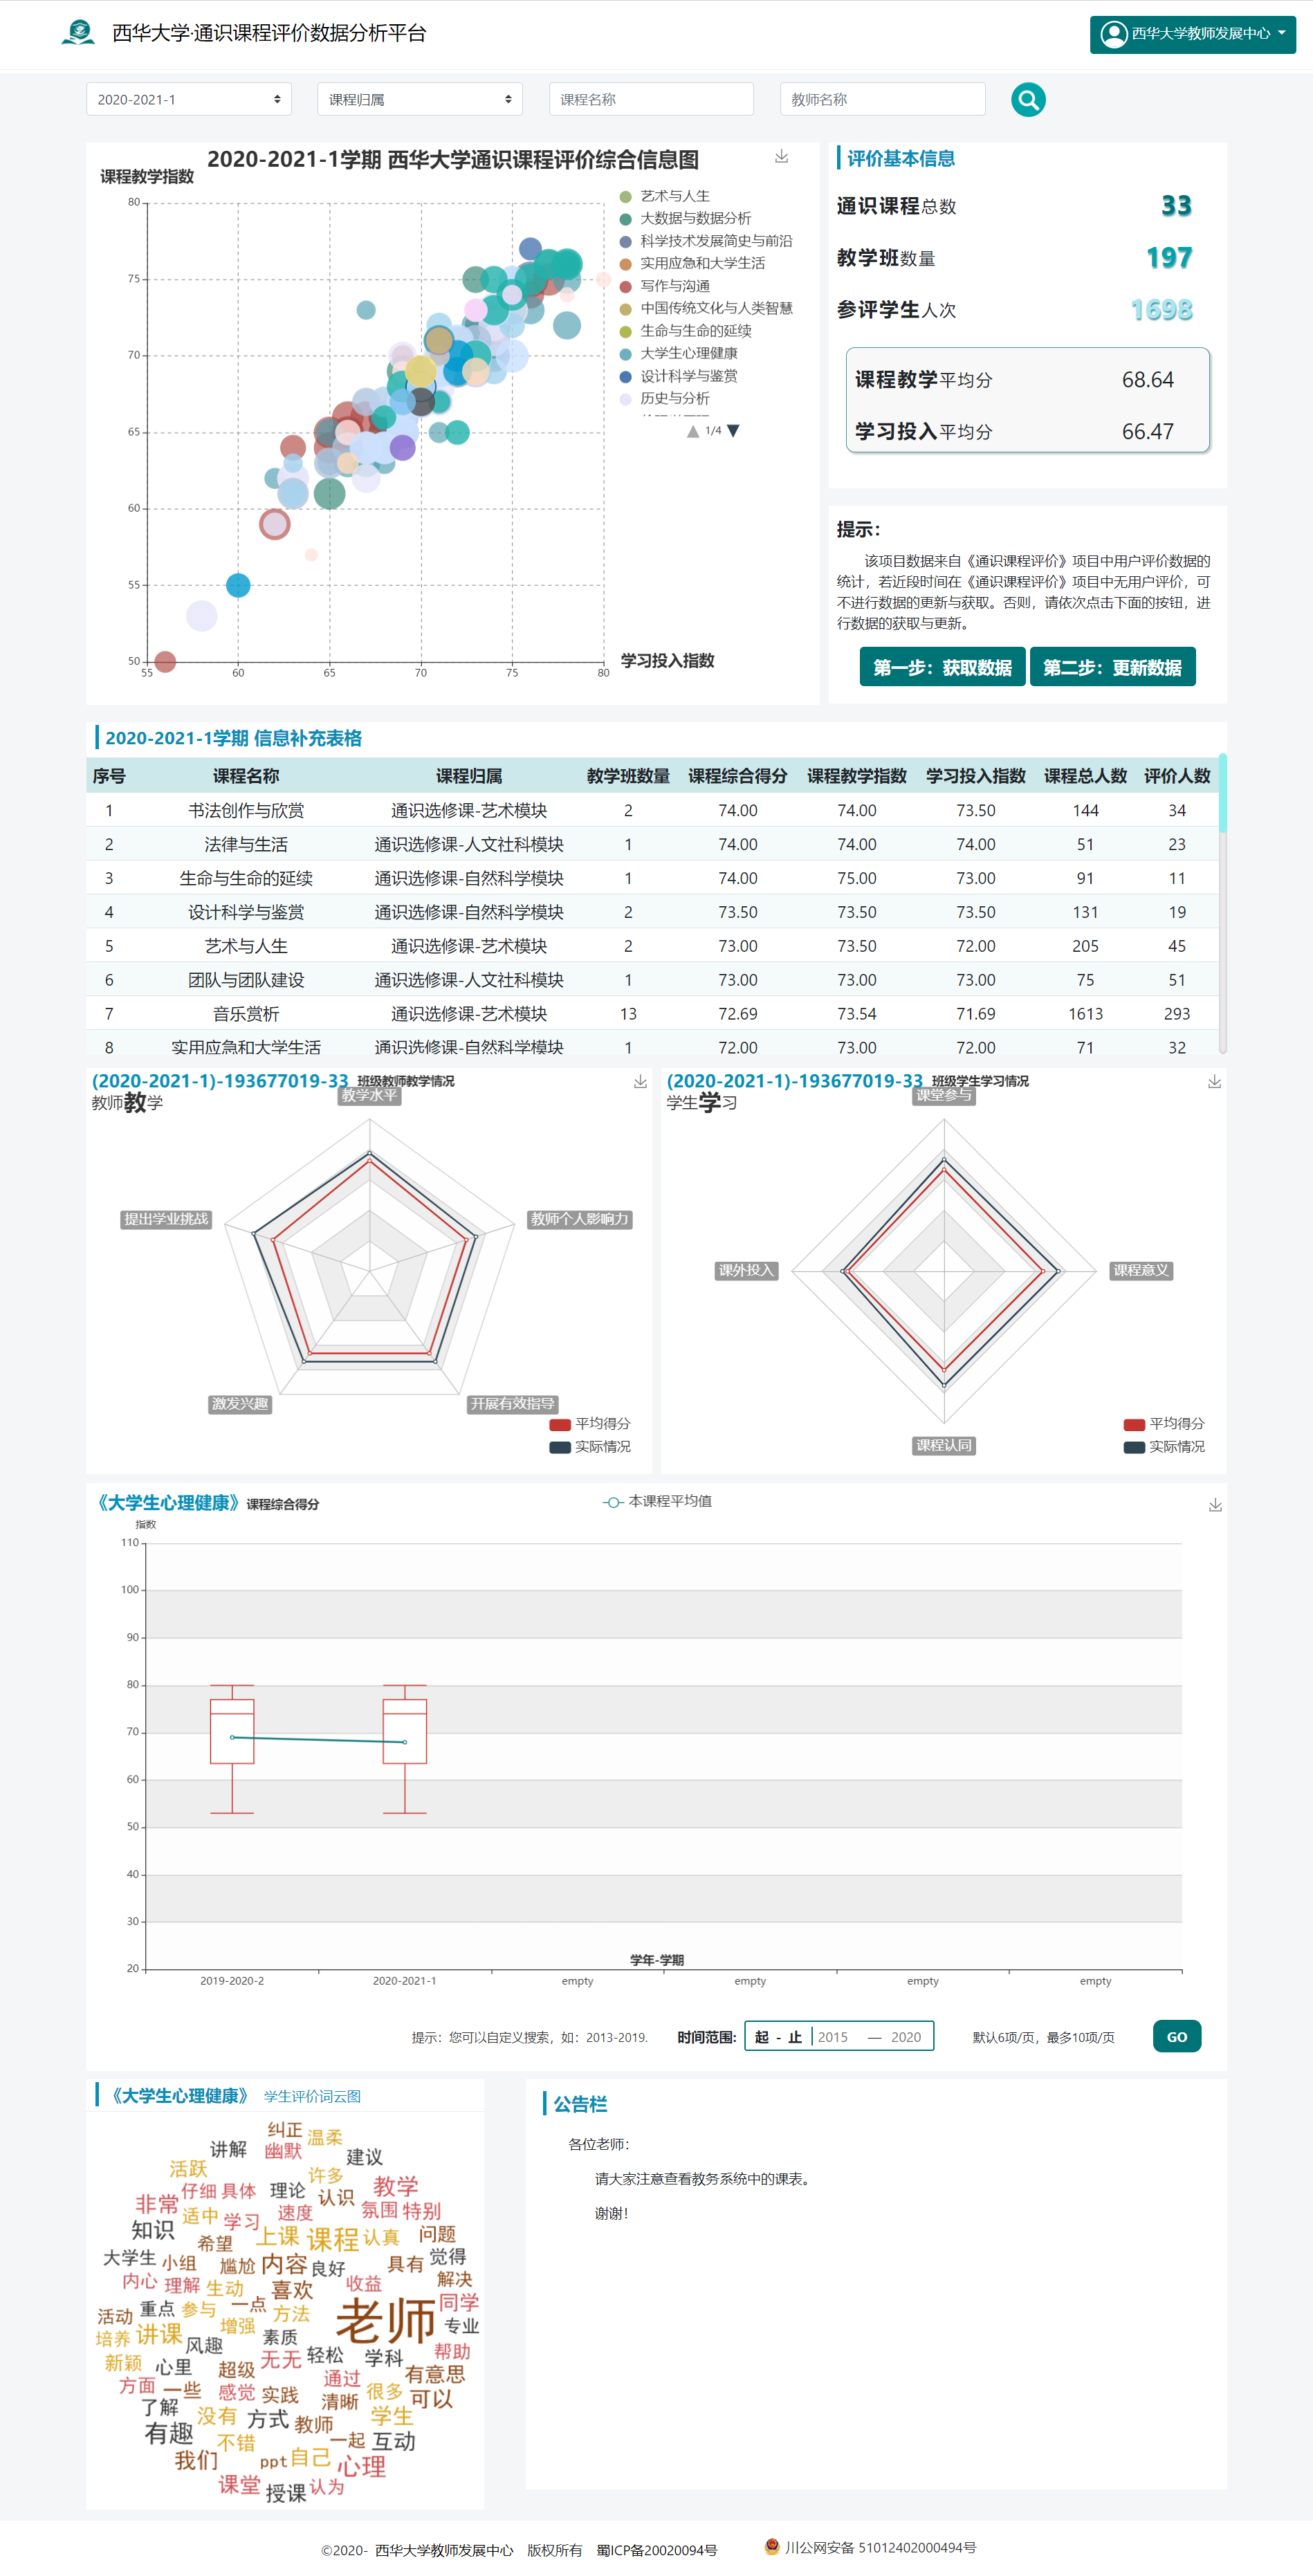 西华大学·通识课程评价数据分析平台
西华大学教师发展中心
2020-2021-1
课程归属
课程名称
教师名称
2020-2021-1学期 西华大学通识课程评价综合信息图
课程教学指数
80
75
70
65
60
55
50
55 60 65 70 75 80
学习投入指数
艺术与人生
大数据与数据分析
科学技术发展简史与前沿
实用应急和大学生活
写作与沟通
中国传统文化与人类智慧
生命与生命的延续
大学生心理健康
设计科学与鉴赏
历史与分析
1/4
评价基本信息
通识课程总数 33
教学班数量 197
参评学生人次 1698
课程教学平均分 68.64
学习投入平均分 66.47
提示：
该项目数据来自《通识课程评价》项目中用户评价数据的
统计，若近段时间在《通识课程评价》项目中无用户评价，可
不进行数据的更新与获取。否则，请依次点击下面的按钮，进
行数据的获取与更新。
第一步：获取数据 第二步：更新数据
2020-2021-1学期 信息补充表格
序号 课程名称 课程归属 教学班数量 课程综合得分 课程教学指数 学习投入指数 课程总人数 评价人数
1 书法创作与欣赏 通识选修课-艺术模块 2 74.00 74.00 73.50 144 34
2 法律与生活 通识选修课-人文社科模块 1 74.00 74.00 74.00 51 23
3 生命与生命的延续 通识选修课-自然科学模块 1 74.00 75.00 73.00 91 11
4 设计科学与鉴赏 通识选修课-自然科学模块 2 73.50 73.50 73.50 131 19
5 艺术与人生 通识选修课-艺术模块 2 73.00 73.50 72.00 205 45
6 团队与团队建设 通识选修课-人文社科模块 1 73.00 73.00 73.00 75 51
7 音乐赏析 通识选修课-艺术模块 13 72.69 73.54 71.69 1613 293
8 实用应急和大学生活 通识选修课-自然科学模块 1 72.00 73.00 72.00 71 32
(2020-2021-1)-193677019-33 班级教师教学情况
教师教学
教学水平
提出学业挑战
教师个人影响力
激发兴趣
开展有效指导
平均得分
实际情况
(2020-2021-1)-193677019-33 班级学生学习情况
学生学习
课堂参与
课外投入
课程意义
课程认同
平均得分
实际情况
《大学生心理健康》课程综合得分
本课程平均值
指数
110
100
90
80
70
60
50
40
30
20
学年-学期
2019-2020-2 2020-2021-1 empty empty empty empty
提示：您可以自定义搜索，如：2013-2019. 时间范围: 起 - 止 2015 — 2020 默认6项/页，最多10项/页 GO
《大学生心理健康》 学生评价词云图
纠正 温柔
讲解 幽默 建议
活跃 许多
仔细 具体 理论 认识 教学
非常 适中 学习 速度 氛围 特别
知识 希望 上课 课程 认真 问题
大学生 小组 尴尬 内容 良好 具有 觉得
内心 理解 生动 喜欢 收益 解决
活动 重点 参与 一点 方法 老师 同学
培养 讲课 增强 素质 专业
风趣 无无 轻松 学科 帮助
新颖 心里 超级 通过 有意思
方面 一些 感觉 实践 清晰 很多 可以
了解 没有 方式 教师 学生
有趣 不错 一起 互动
我们 ppt 自己 心理
课堂 授课 认为
公告栏
各位老师：
请大家注意查看教务系统中的课表。
谢谢！
©2020- 西华大学教师发展中心 版权所有 蜀ICP备20020094号 川公网安备 51012402000494号